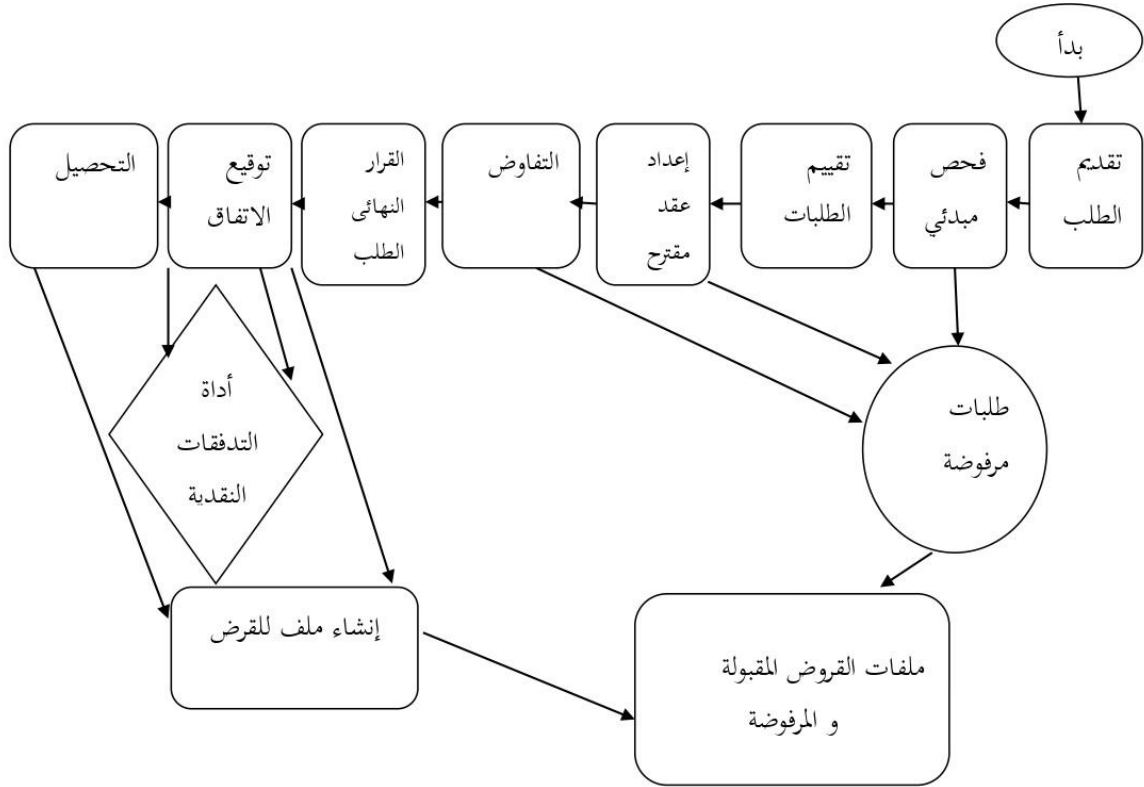 بدأ
تقديم
الطلب
فحص
مبدئي
تقييم
الطلبات
إعداد
عقد
مقترح
التفاوض
القرار
النهائى
الطلب
توقيع
الاتفاق
التحصيل
أداة
التدفقات
النقدية
طلبات
مرفوضة
إنشاء ملف للقرض
ملفات القروض المقبولة
و المرفوضة